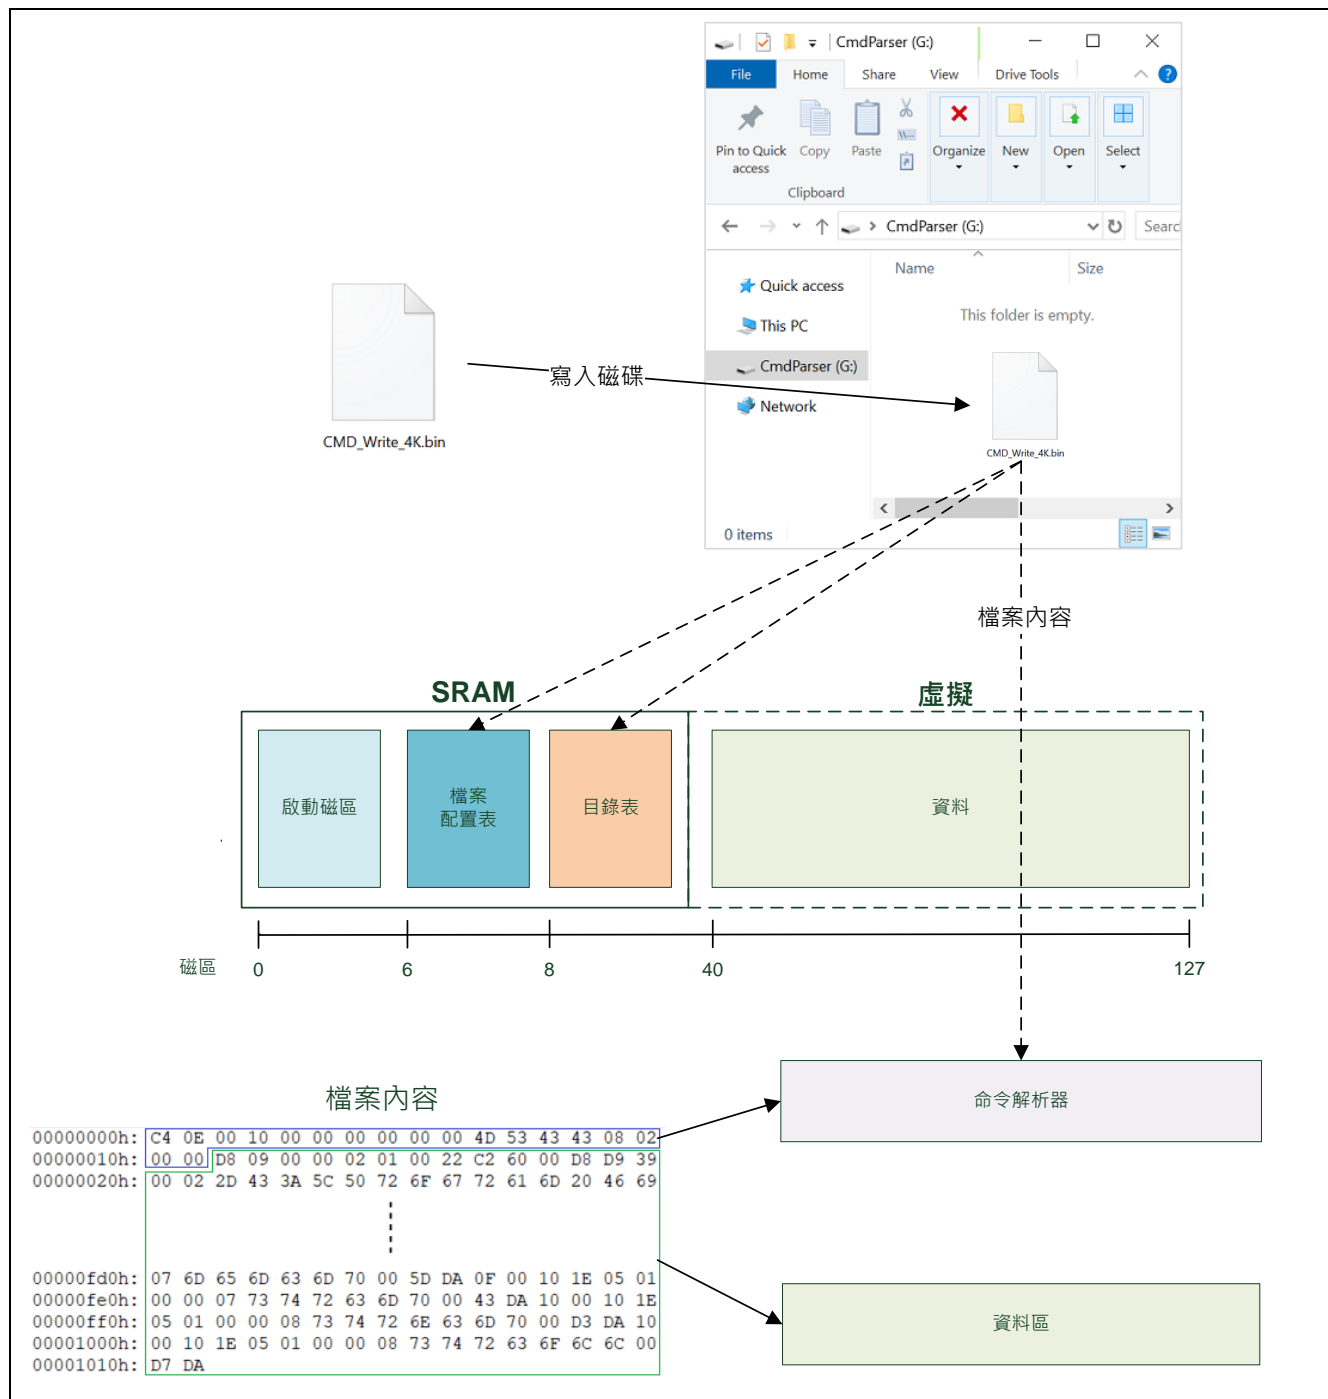 CmdParser (G:)
File Home Share View Drive Tools
Pin to Quick access
Copy
Paste
Organize
New
Open
Select
Clipboard
CmdParser (G:)
Searc
Name Size
Quick access
This folder is empty.
This PC
CmdParser (G:)
Network
寫入磁碟
CMD_Write_4K.bin
CMD_Write_4K.bin
0 items
檔案內容
SRAM
虛擬
啟動磁區
檔案
配置表
目錄表
資料
磁區 0 6 8 40 127
命令解析器
檔案內容
00000000h: C4 0E 00 10 00 00 00 00 00 00 4D 53 43 43 08 02
00000010h: 00 00 D8 09 00 00 02 01 00 22 C2 60 00 D8 D9 39
00000020h: 00 02 2D 43 3A 5C 50 72 6F 67 72 61 6D 20 46 69
00000fd0h: 07 6D 65 6D 63 6D 70 00 5D DA 0F 00 10 1E 05 01
00000fe0h: 00 00 07 73 74 72 63 6D 70 00 43 DA 10 00 10 1E
00000ff0h: 05 01 00 00 08 73 74 72 6E 63 6D 70 00 D3 DA 10
00001000h: 00 10 1E 05 01 00 00 08 73 74 72 63 6F 6C 6C 00
00001010h: D7 DA
資料區